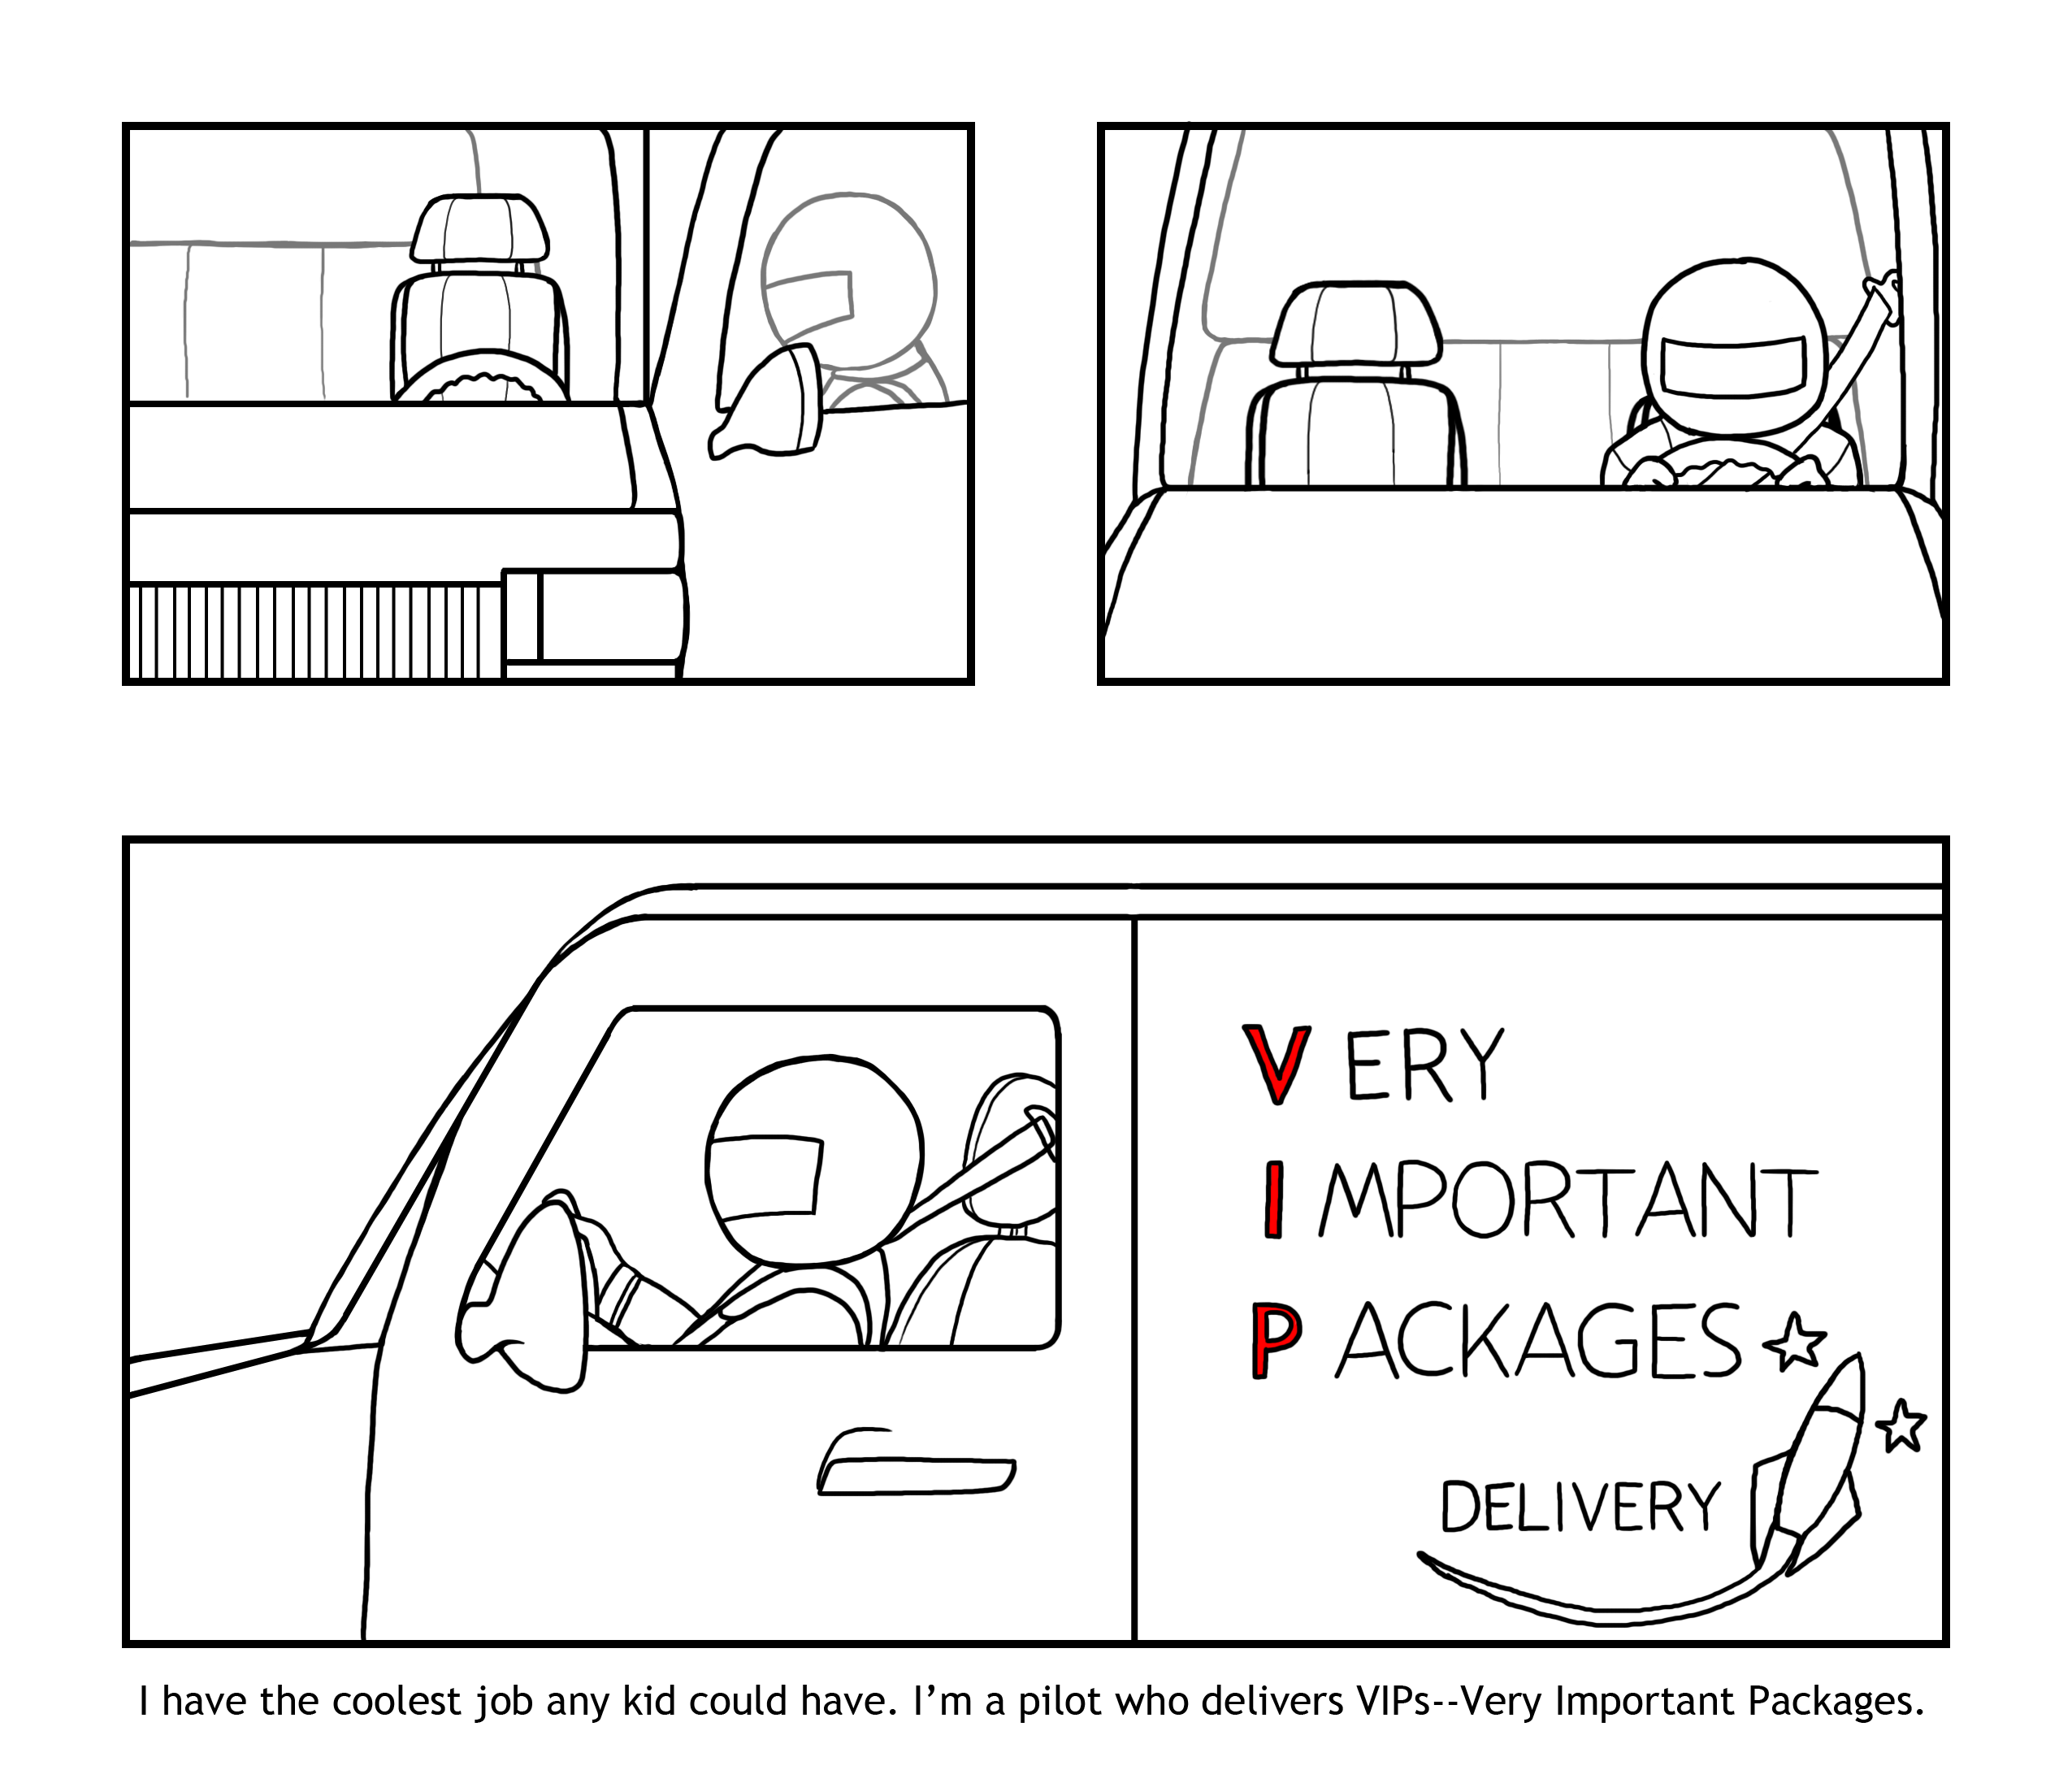 VERY
IMPORTANT
PACKAGES
DELIVERY
I have the coolest job any kid could have. I’m a pilot who delivers VIPs--Very Important Packages.